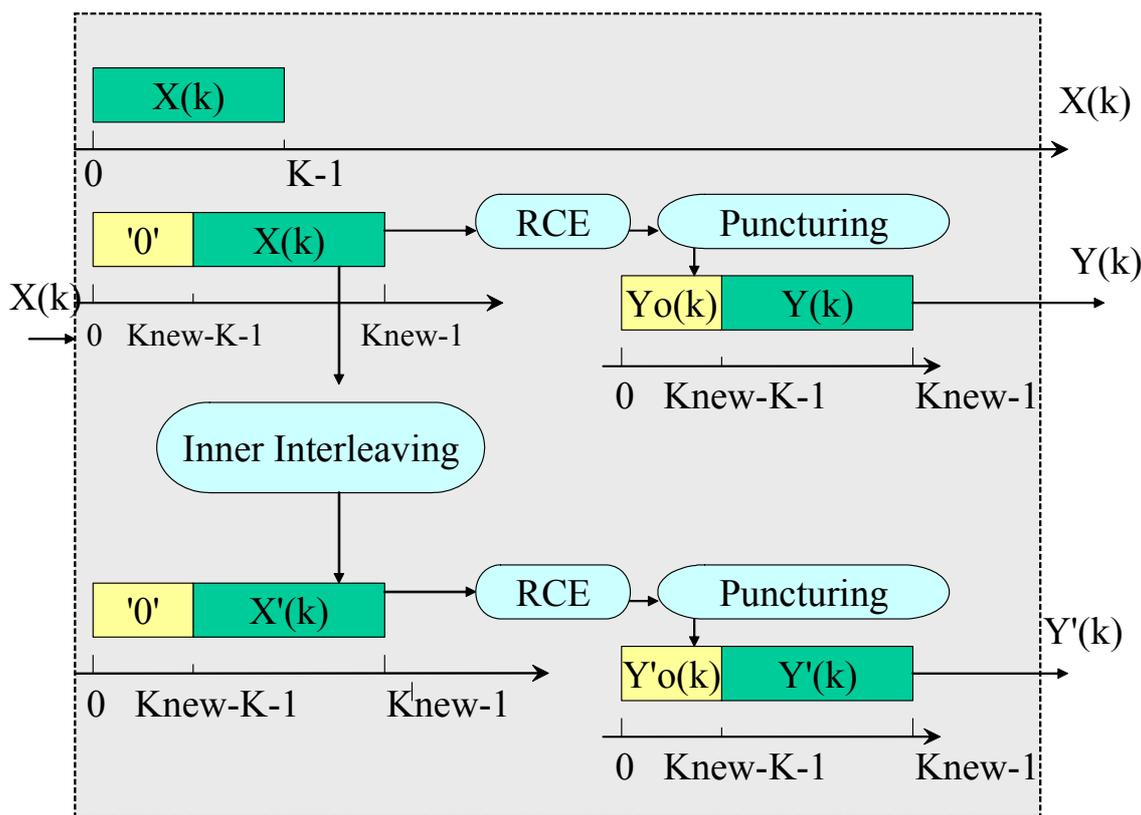 X(k)
X(k)
0 K-1
RCE Puncturing
'0' X(k)
Y(k)
X(k)
Yo(k) Y(k)
0 Knew-K-1 Knew-1
0 Knew-K-1 Knew-1
Inner Interleaving
RCE Puncturing
'0' X'(k)
Y'(k)
Y'o(k) Y'(k)
0 Knew-K-1 Knew-1
0 Knew-K-1 Knew-1